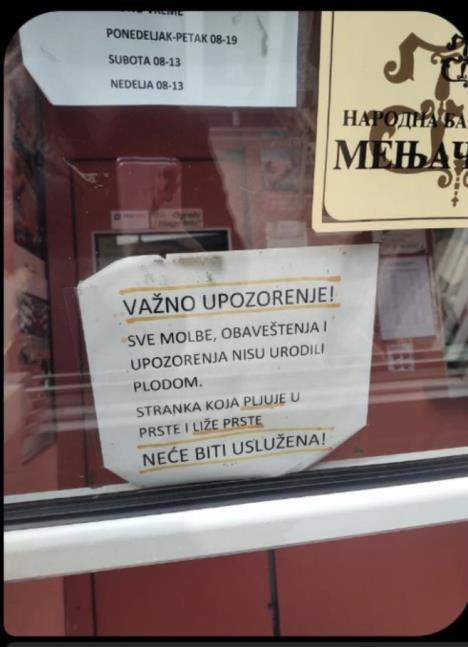 VREME
PONEDELJAK-PETAK 08-19
SUBOTA 08-13
NEDELJA 08-13
НАРОДНА БА
МЕЊАЧ
VAŽNO UPOZORENJE!
SVE MOLBE, OBAVEŠTENJA I
UPOZORENJA NISU URODILI
PLODOM.
STRANKA KOJA PLJUJE U
PRSTE I LIŽE PRSTE
NEĆE BITI USLUŽENA!